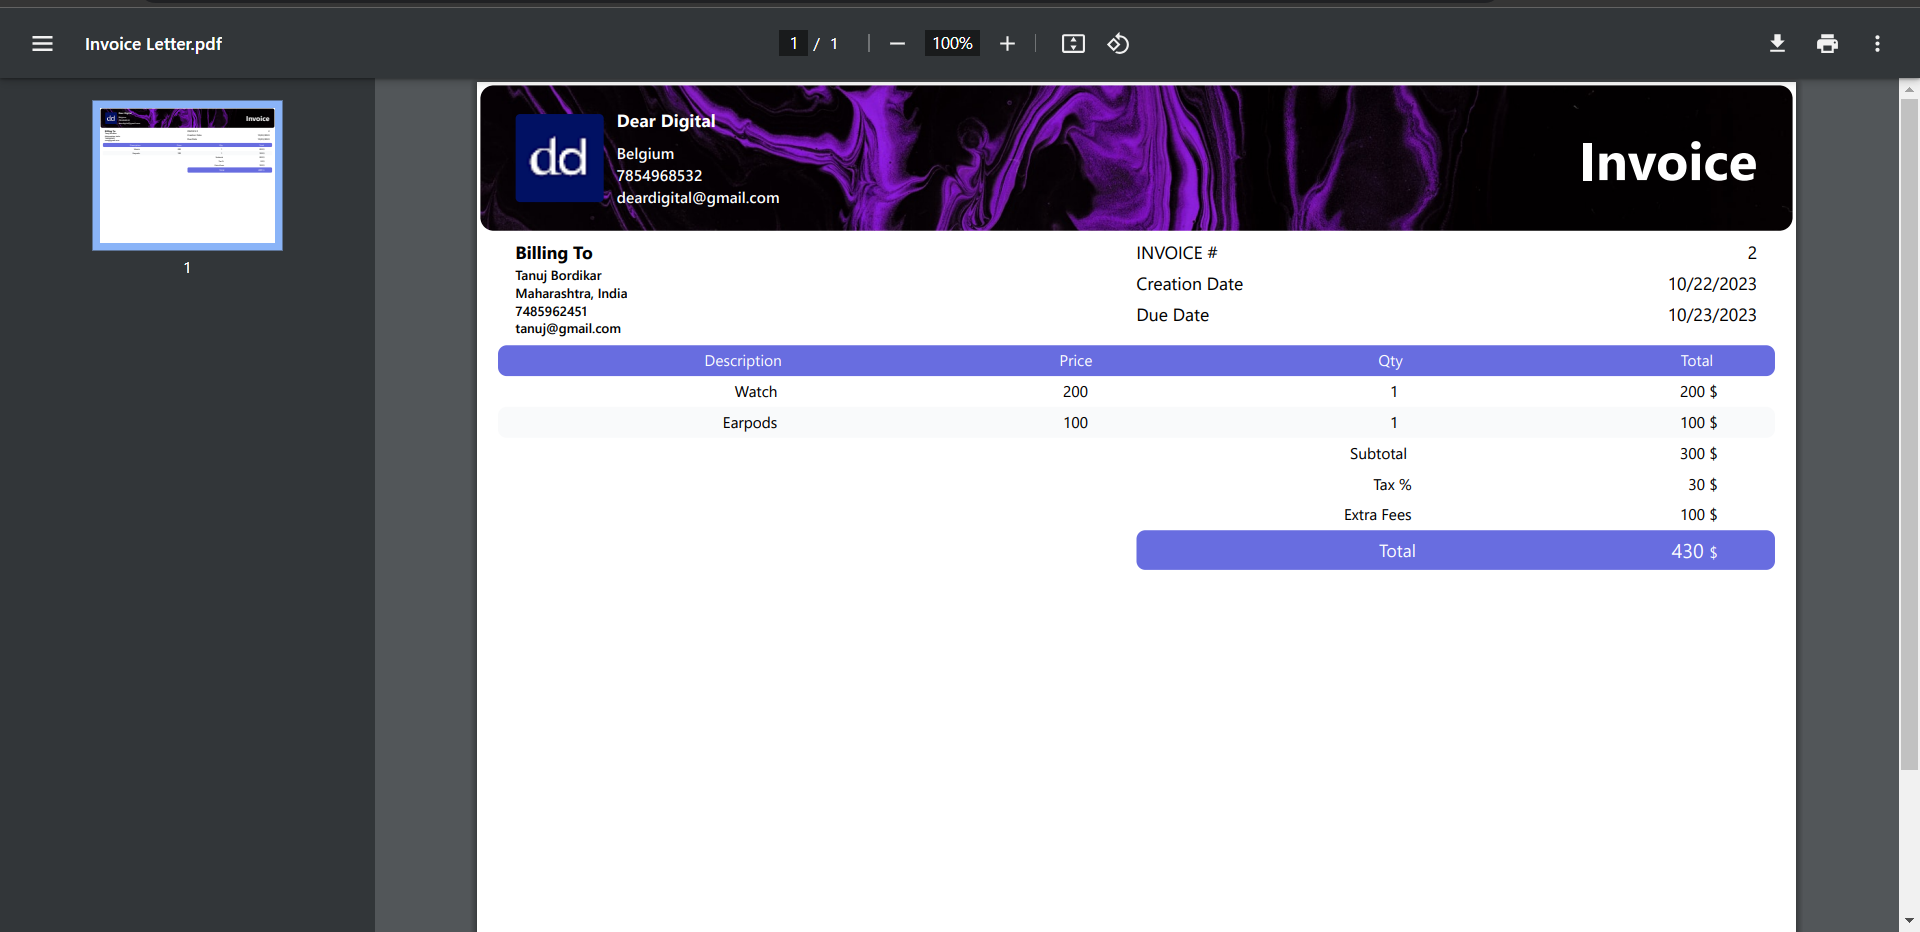 Invoice Letter.pdf
1 / 1
100%
1
dd
Dear Digital
Belgium
7854968532
deardigital@gmail.com
Invoice
Billing To
Tanuj Bordikar
Maharashtra, India
7485962451
tanuj@gmail.com
INVOICE # 2
Creation Date 10/22/2023
Due Date 10/23/2023
Description Price Qty Total
Watch 200 1 200 $
Earpods 100 1 100 $
Subtotal 300 $
Tax % 30 $
Extra Fees 100 $
Total 430 $